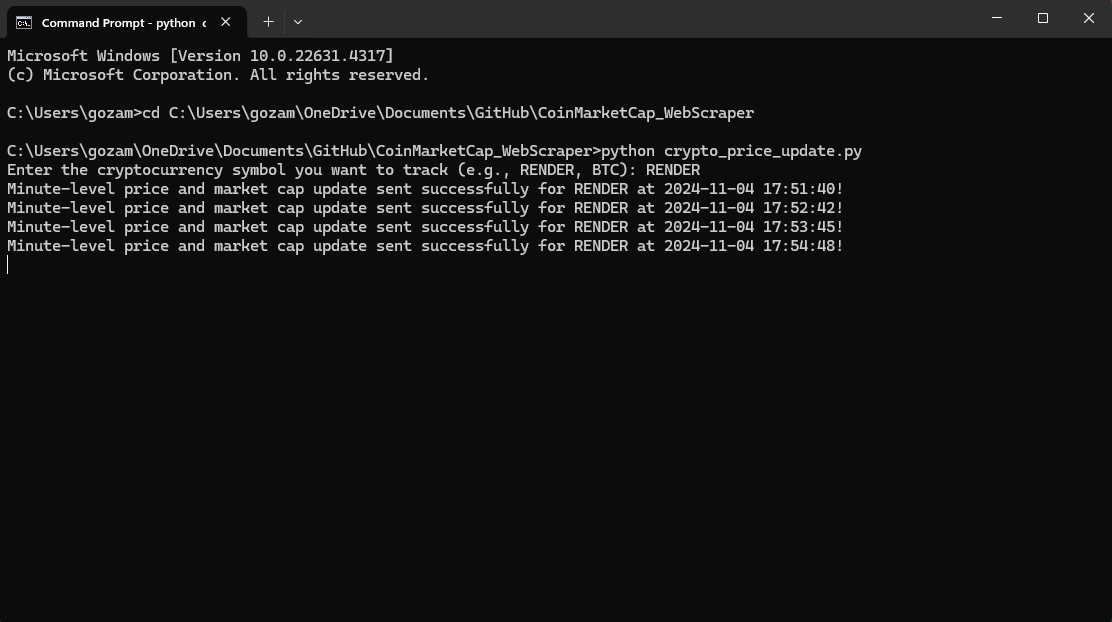 Command Prompt - python c
Microsoft Windows [Version 10.0.22631.4317]
(c) Microsoft Corporation. All rights reserved.
C:\Users\gozam>cd C:\Users\gozam\OneDrive\Documents\GitHub\CoinMarketCap_WebScraper
C:\Users\gozam\OneDrive\Documents\GitHub\CoinMarketCap_WebScraper>python crypto_price_update.py
Enter the cryptocurrency symbol you want to track (e.g., RENDER, BTC): RENDER
Minute-level price and market cap update sent successfully for RENDER at 2024-11-04 17:51:40!
Minute-level price and market cap update sent successfully for RENDER at 2024-11-04 17:52:42!
Minute-level price and market cap update sent successfully for RENDER at 2024-11-04 17:53:45!
Minute-level price and market cap update sent successfully for RENDER at 2024-11-04 17:54:48!